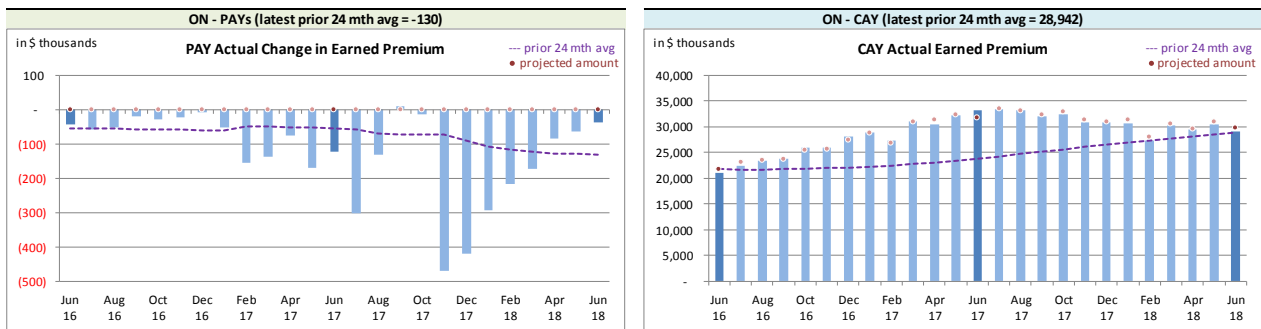 ON - PAYs (latest prior 24 mth avg = -130)
in $ thousands
PAY Actual Change in Earned Premium
--- prior 24 mth avg
• projected amount
100
-
(100)
(200)
(300)
(400)
(500)
Jun 16 Aug 16 Oct 16 Dec 16 Feb 17 Apr 17 Jun 17 Aug 17 Oct 17 Dec 17 Feb 18 Apr 18 Jun 18
ON - CAY (latest prior 24 mth avg = 28,942)
in $ thousands
CAY Actual Earned Premium
--- prior 24 mth avg
• projected amount
40,000
35,000
30,000
25,000
20,000
15,000
10,000
5,000
-
Jun 16 Aug 16 Oct 16 Dec 16 Feb 17 Apr 17 Jun 17 Aug 17 Oct 17 Dec 17 Feb 18 Apr 18 Jun 18